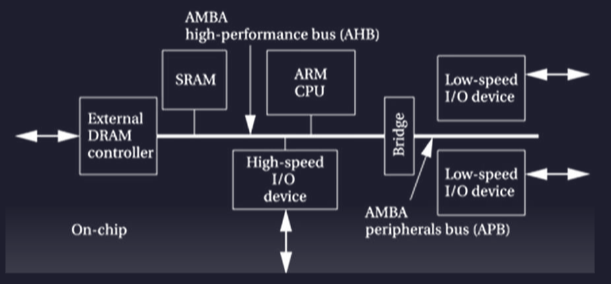 AMBA
high-performance bus (AHB)
SRAM
ARM
CPU
Low-speed
I/O device
External
DRAM
controller
Bridge
High-speed
I/O
device
Low-speed
I/O device
AMBA
peripherals bus (APB)
On-chip